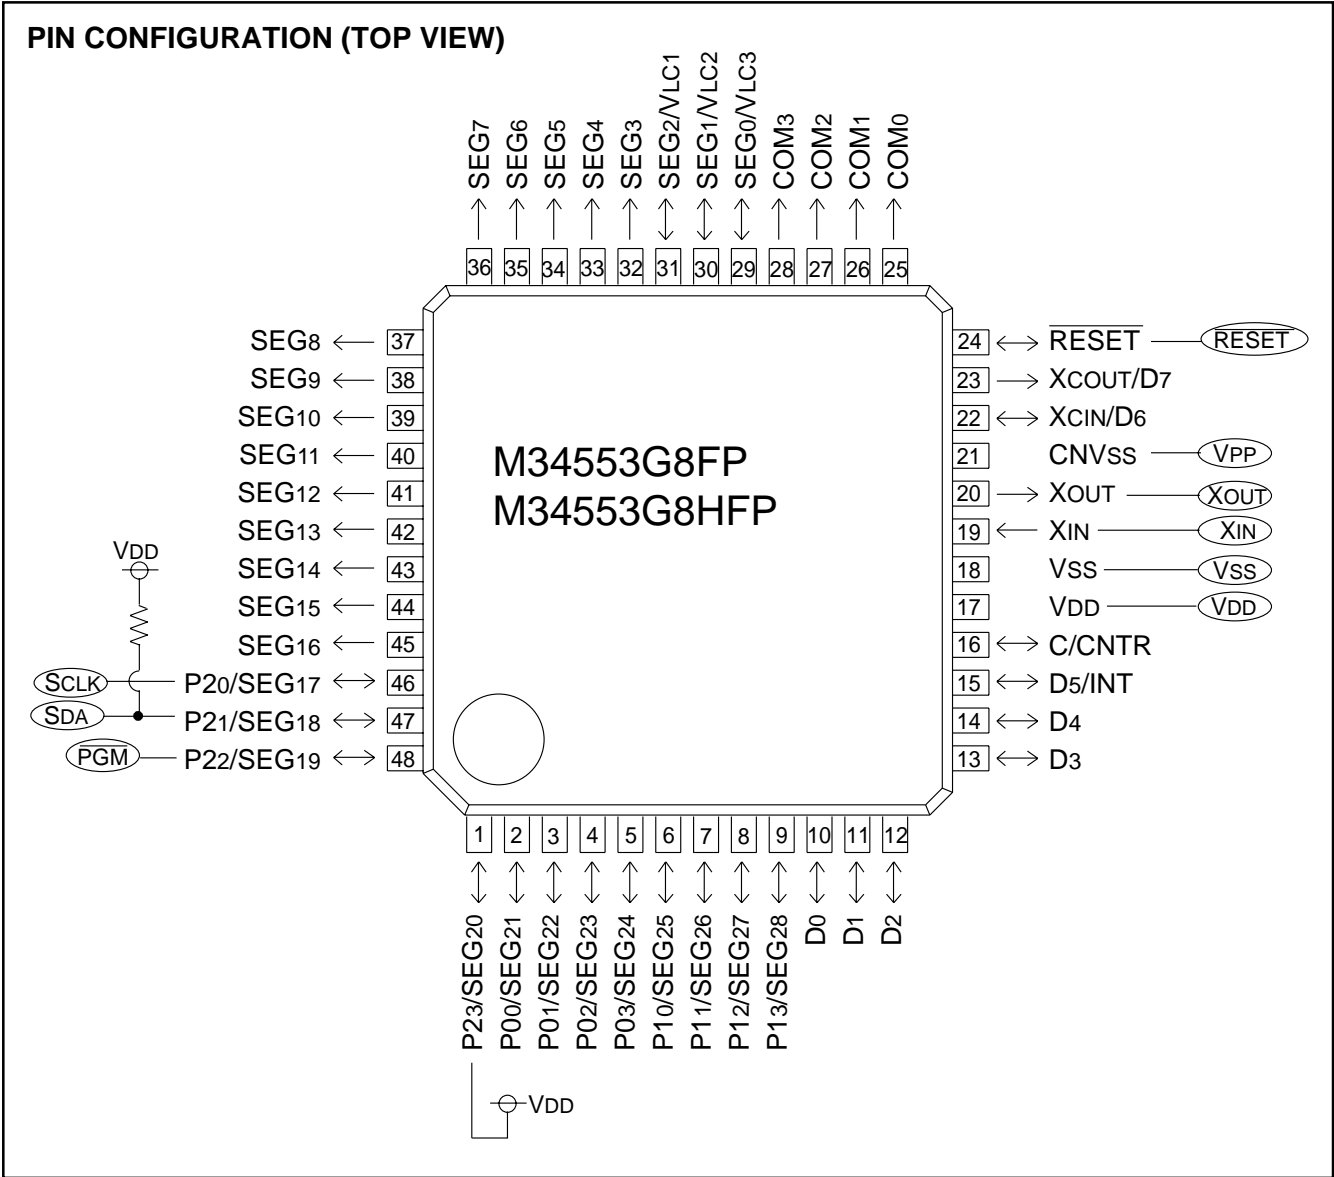 PIN CONFIGURATION (TOP VIEW)
SEG7
SEG6
SEG5
SEG4
SEG3
SEG2/VLC1
SEG1/VLC2
SEG0/VLC3
COM3
COM2
COM1
COM0
36 35 34 33 32 31 30 29 28 27 26 25
SEG8 37
SEG9 38
SEG10 39
SEG11 40
SEG12 41
SEG13 42
SEG14 43
SEG15 44
SEG16 45
SCLK P20/SEG17 46
SDA P21/SEG18 47
PGM P22/SEG19 48
VDD
M34553G8FP
M34553G8HFP
24 RESET RESET
23 XCOUT/D7
22 XCIN/D6
21 CNVSS VPP
20 XOUT XOUT
19 XIN XIN
18 VSS VSS
17 VDD VDD
16 C/CNTR
15 D5/INT
14 D4
13 D3
1 2 3 4 5 6 7 8 9 10 11 12
P23/SEG20
P00/SEG21
P01/SEG22
P02/SEG23
P03/SEG24
P10/SEG25
P11/SEG26
P12/SEG27
P13/SEG28
D0
D1
D2
VDD